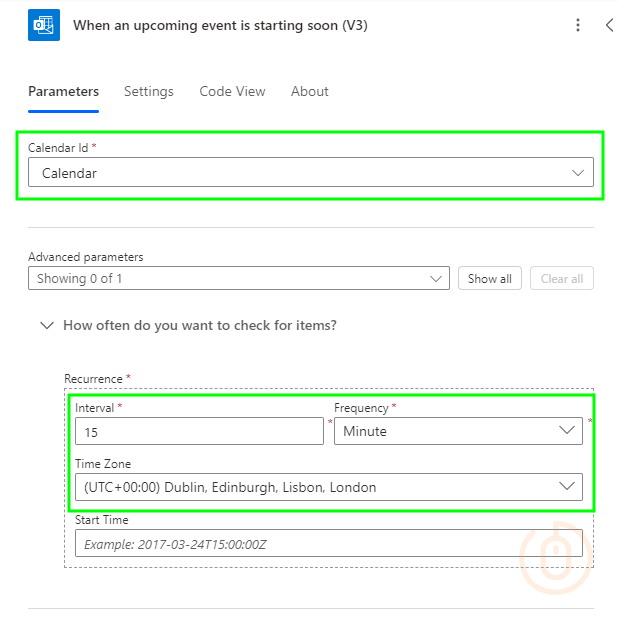 When an upcoming event is starting soon (V3)
Parameters Settings Code View About
Calendar Id *
Calendar
Advanced parameters
Showing 0 of 1 Show all Clear all
How often do you want to check for items?
Recurrence *
Interval * Frequency *
15 * Minute *
Time Zone
(UTC+00:00) Dublin, Edinburgh, Lisbon, London
Start Time
Example: 2017-03-24T15:00:00Z